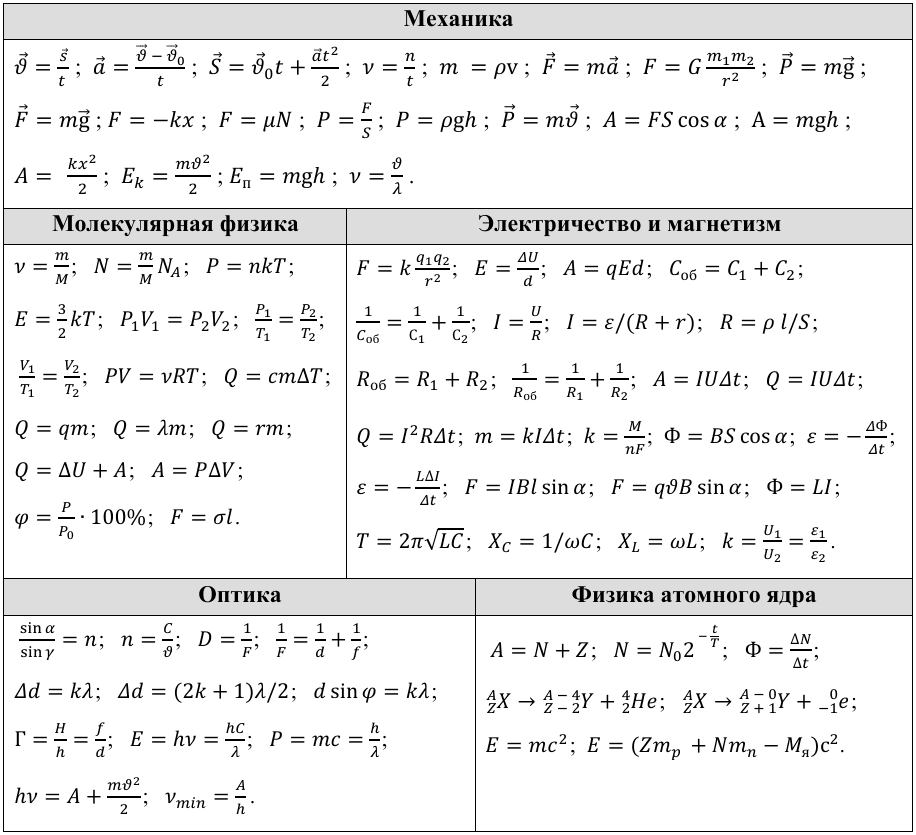 Механика
ϑ⃗ = s⃗/t ; a⃗ = (ϑ⃗ − ϑ⃗₀)/t ; S⃗ = ϑ⃗₀t + a⃗t²/2 ; ν = n/t ; m = ρv ; F⃗ = ma⃗ ; F = G m₁m₂/r² ; P⃗ = mg⃗ ;
F⃗ = mg⃗ ; F = −kx ; F = μN ; P = F/S ; P = ρgh ; P⃗ = mϑ⃗ ; A = FS cos α ; A = mgh ;
A = kx²/2 ; Eₖ = mϑ²/2 ; Eп = mgh ; ν = ϑ/λ .
Молекулярная физика
ν = m/M; N = m/M N_A; P = nkT;
E = 3/2 kT; P₁V₁ = P₂V₂; P₁/T₁ = P₂/T₂;
V₁/T₁ = V₂/T₂; PV = νRT; Q = cmΔT;
Q = qm; Q = λm; Q = rm;
Q = ΔU + A; A = PΔV;
φ = P/P₀ · 100%; F = σl.
Электричество и магнетизм
F = k q₁q₂/r²; E = ΔU/d; A = qEd; Cоб = C₁ + C₂;
1/Cоб = 1/C₁ + 1/C₂; I = U/R; I = ε/(R + r); R = ρ l/S;
Rоб = R₁ + R₂; 1/Rоб = 1/R₁ + 1/R₂; A = IUΔt; Q = IUΔt;
Q = I²RΔt; m = kIΔt; k = M/nF; Φ = BS cos α; ε = −ΔΦ/Δt;
ε = −LΔI/Δt; F = IBl sin α; F = qϑB sin α; Φ = LI;
T = 2π√LC; X_C = 1/ωC; X_L = ωL; k = U₁/U₂ = ε₁/ε₂.
Оптика
sin α/sin γ = n; n = C/ϑ; D = 1/F; 1/F = 1/d + 1/f;
Δd = kλ; Δd = (2k + 1)λ/2; d sin φ = kλ;
Γ = H/h = f/d; E = hν = hC/λ; P = mc = h/λ;
hν = A + mϑ²/2; ν_min = A/h.
Физика атомного ядра
A = N + Z; N = N₀2^(−t/T); Φ = ΔN/Δt;
ᴬ_Z X → ᴬ⁻⁴_Z₋₂ Y + ⁴₂He; ᴬ_Z X → ᴬ⁻⁰_Z₊₁ Y + ⁰₋₁e;
E = mc²; E = (Zmₚ + Nmₙ − Mя)c².